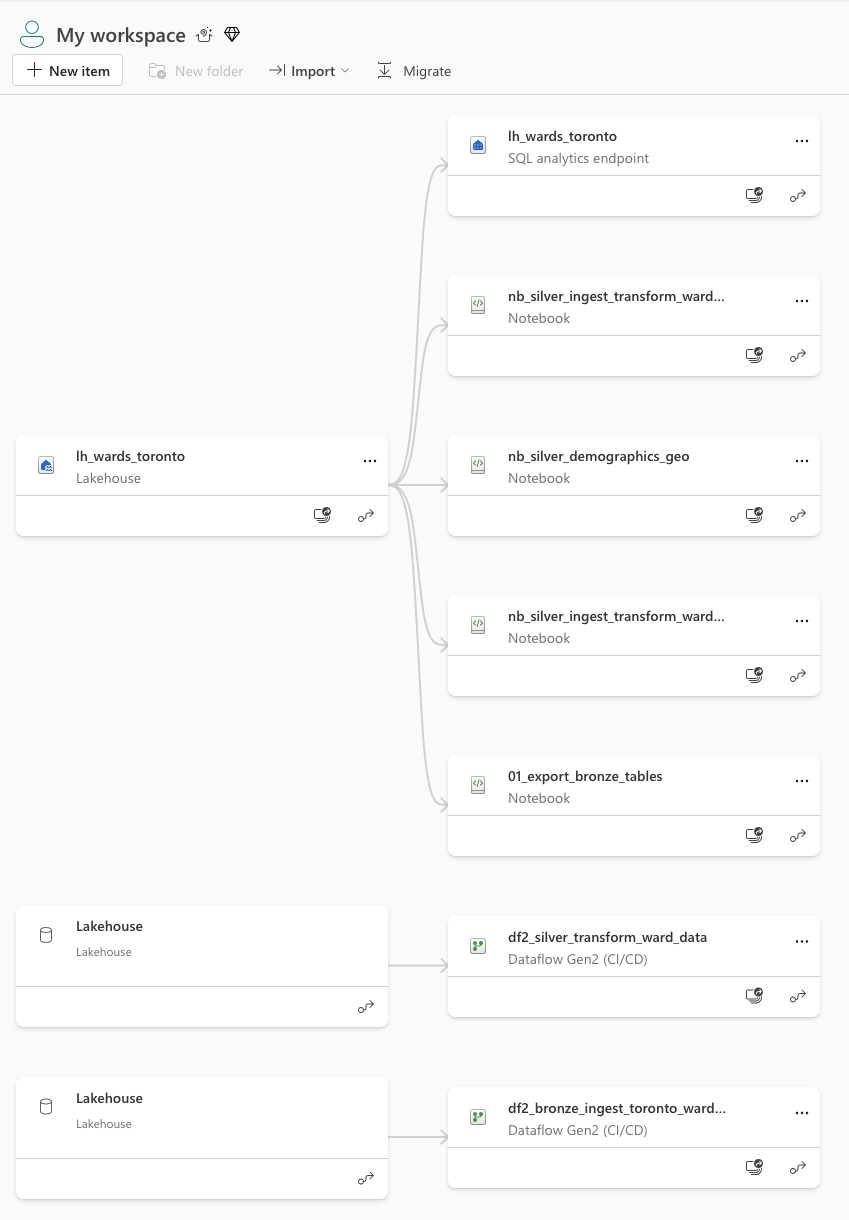 My workspace
New item
New folder
Import
Migrate
lh_wards_toronto
SQL analytics endpoint
nb_silver_ingest_transform_ward...
Notebook
lh_wards_toronto
Lakehouse
nb_silver_demographics_geo
Notebook
nb_silver_ingest_transform_ward...
Notebook
01_export_bronze_tables
Notebook
Lakehouse
Lakehouse
df2_silver_transform_ward_data
Dataflow Gen2 (CI/CD)
Lakehouse
Lakehouse
df2_bronze_ingest_toronto_ward...
Dataflow Gen2 (CI/CD)